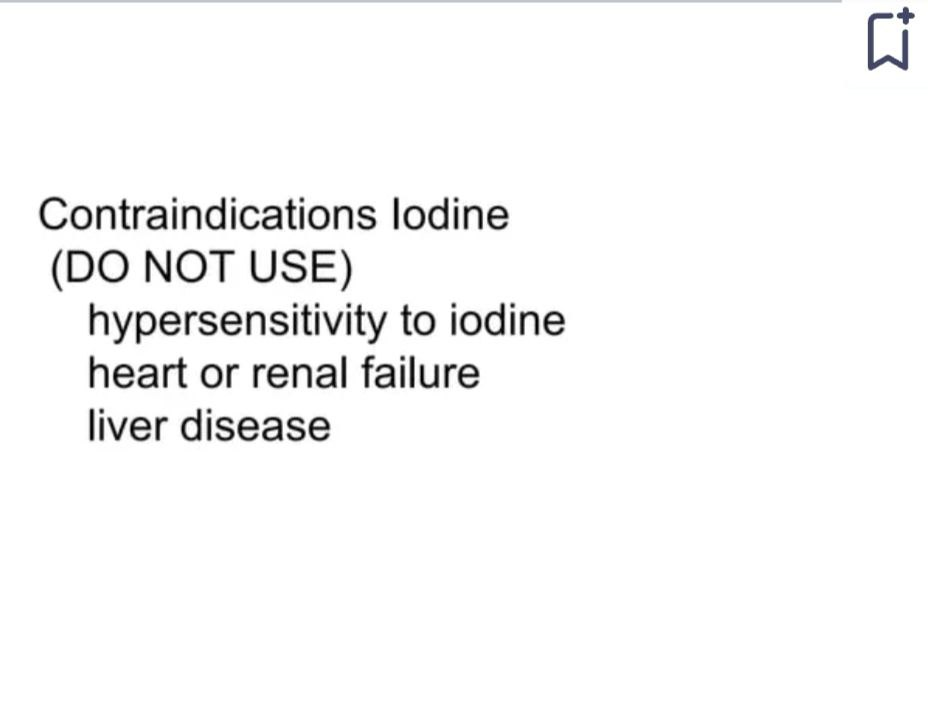 Contraindications Iodine
(DO NOT USE)
hypersensitivity to iodine
heart or renal failure
liver disease